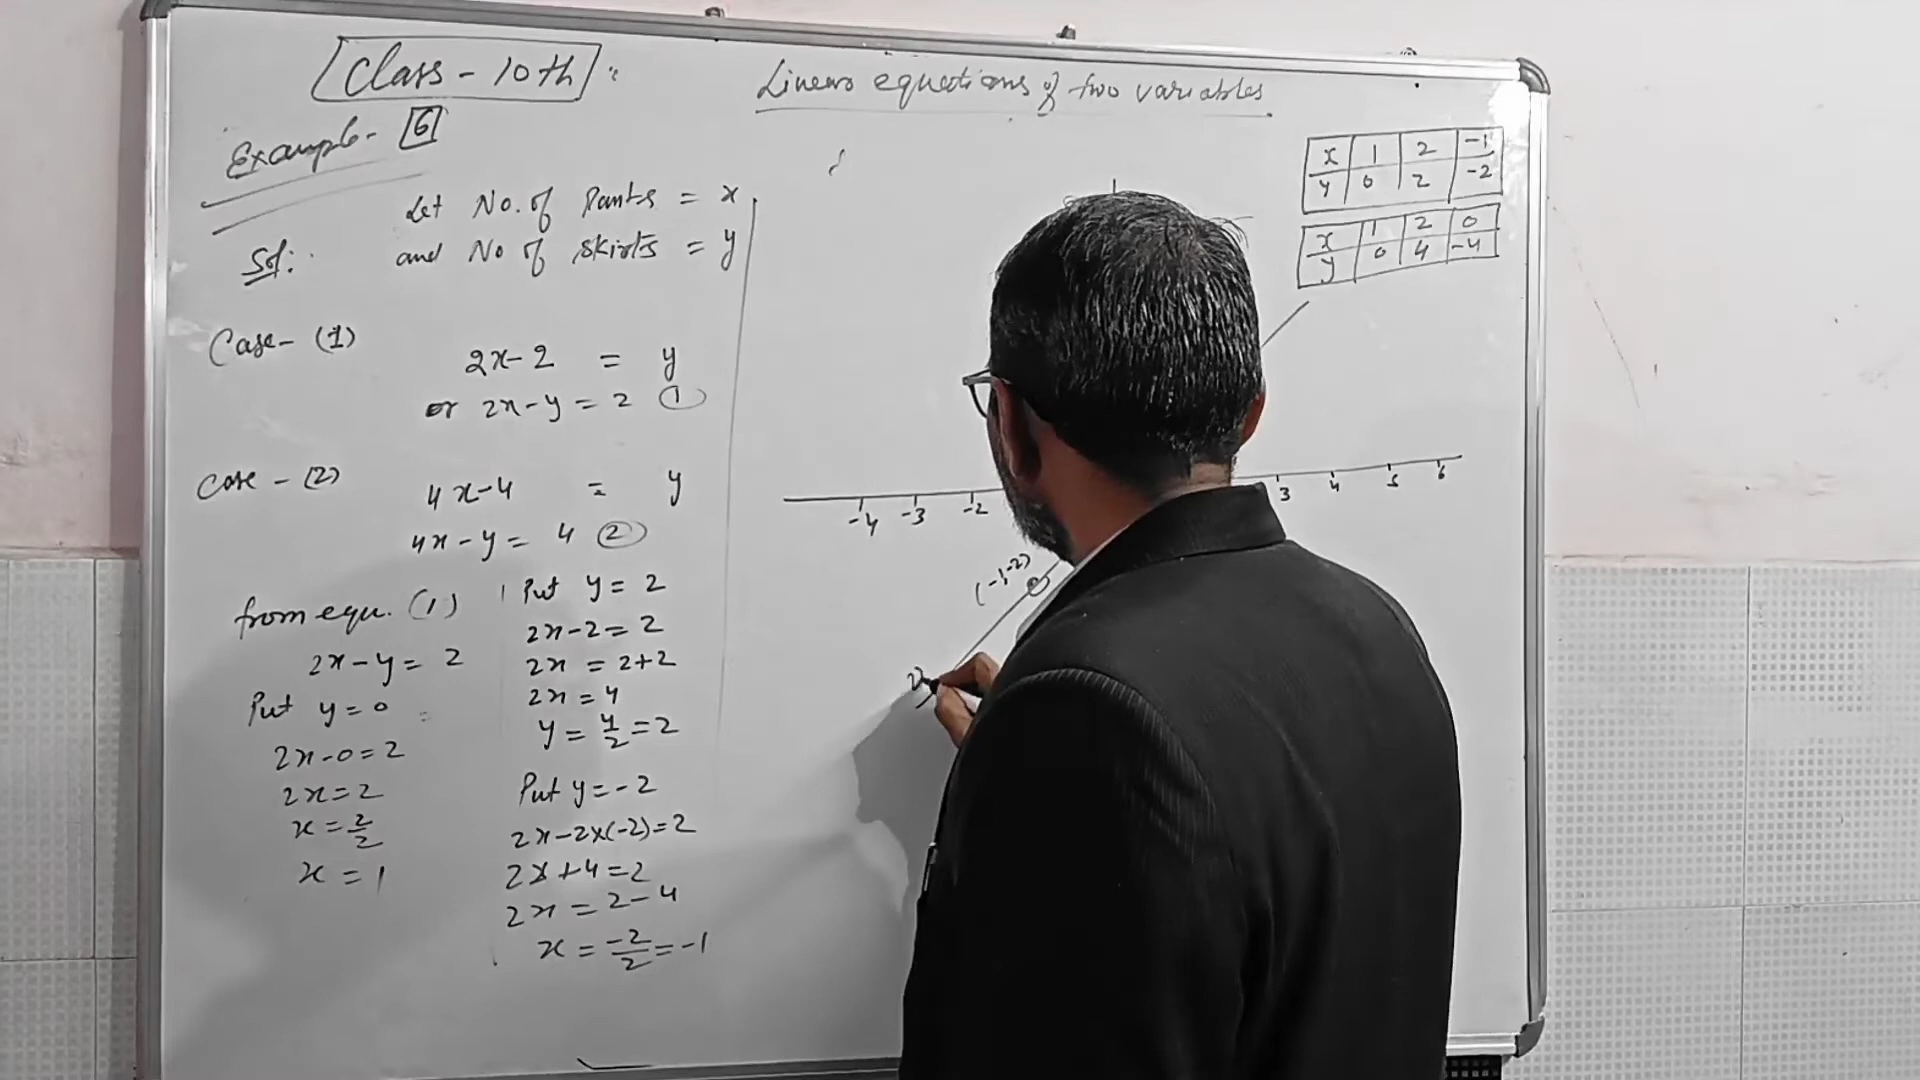 Class - 10th
Linear equations of two variables
Example - 6
Let No. of Pants = x
Sol:
and No of skirts = y
Case - (1)
2x - 2 = y
or 2x - y = 2 (1)
Case - (2)
4x - 4 = y
4x - y = 4 (2)
from equ. (1)
2x - y = 2
Put y = 0
2x - 0 = 2
2x = 2
x = 2/2
x = 1
Put y = 2
2x - 2 = 2
2x = 2 + 2
2x = 4
y = 4/2 = 2
Put y = -2
2x - 2x(-2) = 2
2x + 4 = 2
2x = 2 - 4
x = -2/2 = -1
x 1 2 -1
y 0 2 -2
x 1 2 0
y 0 4 -4
-4 -3 -2 3 4 5 6
(-1,-2)